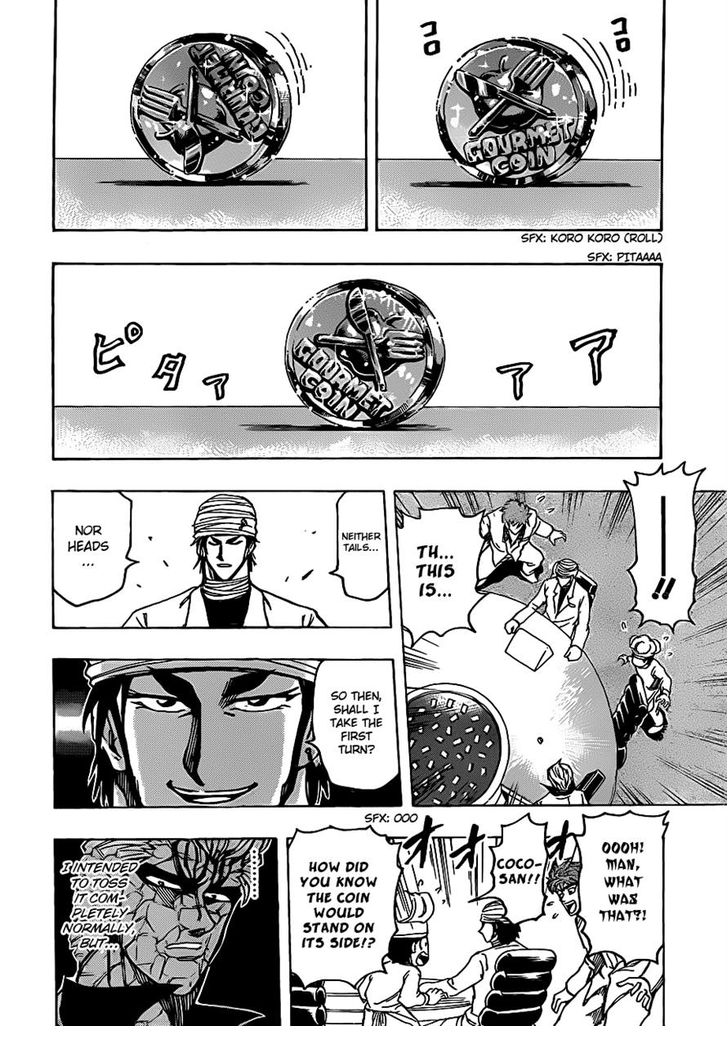 コロ
コロ
GOURMET
COIN
GOURMET
COIN
SFX: KORO KORO (ROLL)
SFX: PITAAAA
ピタァ
アア
GOURMET
COIN
!!
TH...
THIS
IS...
NEITHER
TAILS...
NOR
HEADS
...
SO THEN,
SHALL I
TAKE THE
FIRST
TURN?
SFX: OOO
オオオ
OOOH!
MAN,
WHAT
WAS
THAT?!
COCO-
SAN!!
HOW DID
YOU KNOW
THE COIN
WOULD
STAND ON
ITS SIDE!?
.........
I INTENDED
TO TOSS
IT COM-
PLETELY
NORMALLY,
BUT...